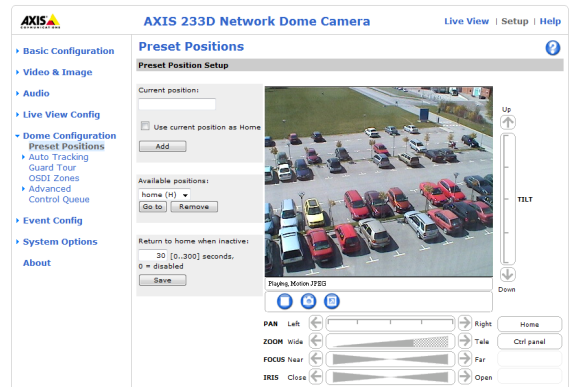 AXIS
COMMUNICATIONS
AXIS 233D Network Dome Camera
Live View | Setup | Help
Basic Configuration
Video & Image
Audio
Live View Config
Dome Configuration
Preset Positions
Auto Tracking
Guard Tour
OSDI Zones
Advanced
Control Queue
Event Config
System Options
About
Preset Positions
?
Preset Position Setup
Current position:
Use current position as Home
Add
Available positions:
home (H)
Go to Remove
Return to home when inactive:
30 [0..300] seconds,
0 = disabled
Save
Playing, Motion JPEG
Up
TILT
Down
PAN Left Right Home
ZOOM Wide Tele Ctrl panel
FOCUS Near Far
IRIS Close Open